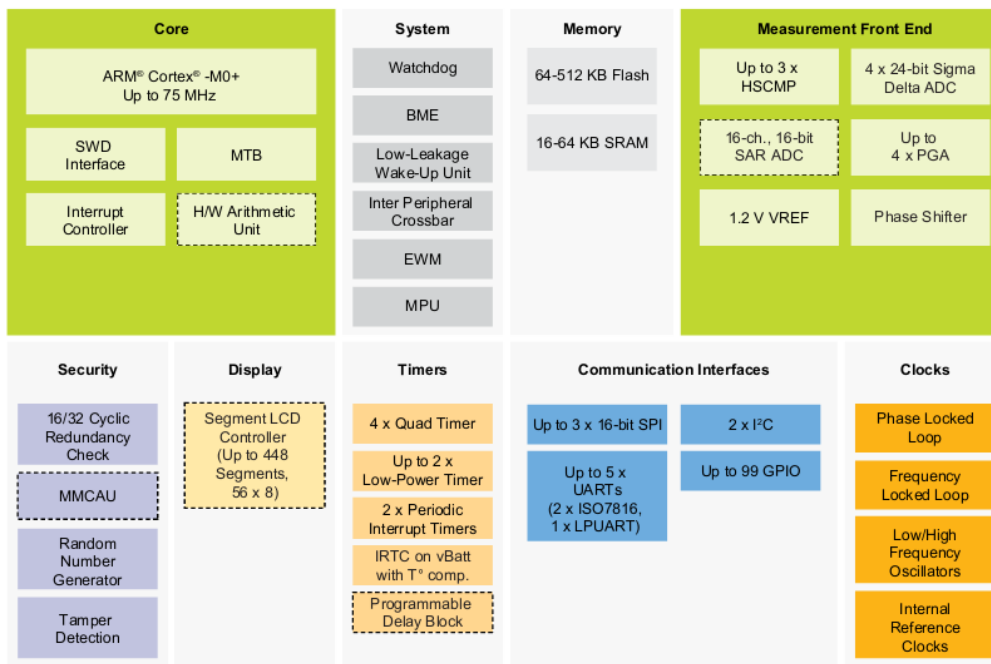 Core
ARM® Cortex® -M0+
Up to 75 MHz
SWD
Interface
MTB
Interrupt
Controller
H/W Arithmetic
Unit
System
Watchdog
BME
Low-Leakage
Wake-Up Unit
Inter Peripheral
Crossbar
EWM
MPU
Memory
64-512 KB Flash
16-64 KB SRAM
Measurement Front End
Up to 3 x
HSCMP
4 x 24-bit Sigma
Delta ADC
16-ch., 16-bit
SAR ADC
Up to
4 x PGA
1.2 V VREF
Phase Shifter
Security
16/32 Cyclic
Redundancy
Check
MMCAU
Random
Number
Generator
Tamper
Detection
Display
Segment LCD
Controller
(Up to 448
Segments,
56 x 8)
Timers
4 x Quad Timer
Up to 2 x
Low-Power Timer
2 x Periodic
Interrupt Timers
IRTC on vBatt
with T° comp.
Programmable
Delay Block
Communication Interfaces
Up to 3 x 16-bit SPI
2 x I²C
Up to 5 x
UARTs
(2 x ISO7816,
1 x LPUART)
Up to 99 GPIO
Clocks
Phase Locked
Loop
Frequency
Locked Loop
Low/High
Frequency
Oscillators
Internal
Reference
Clocks